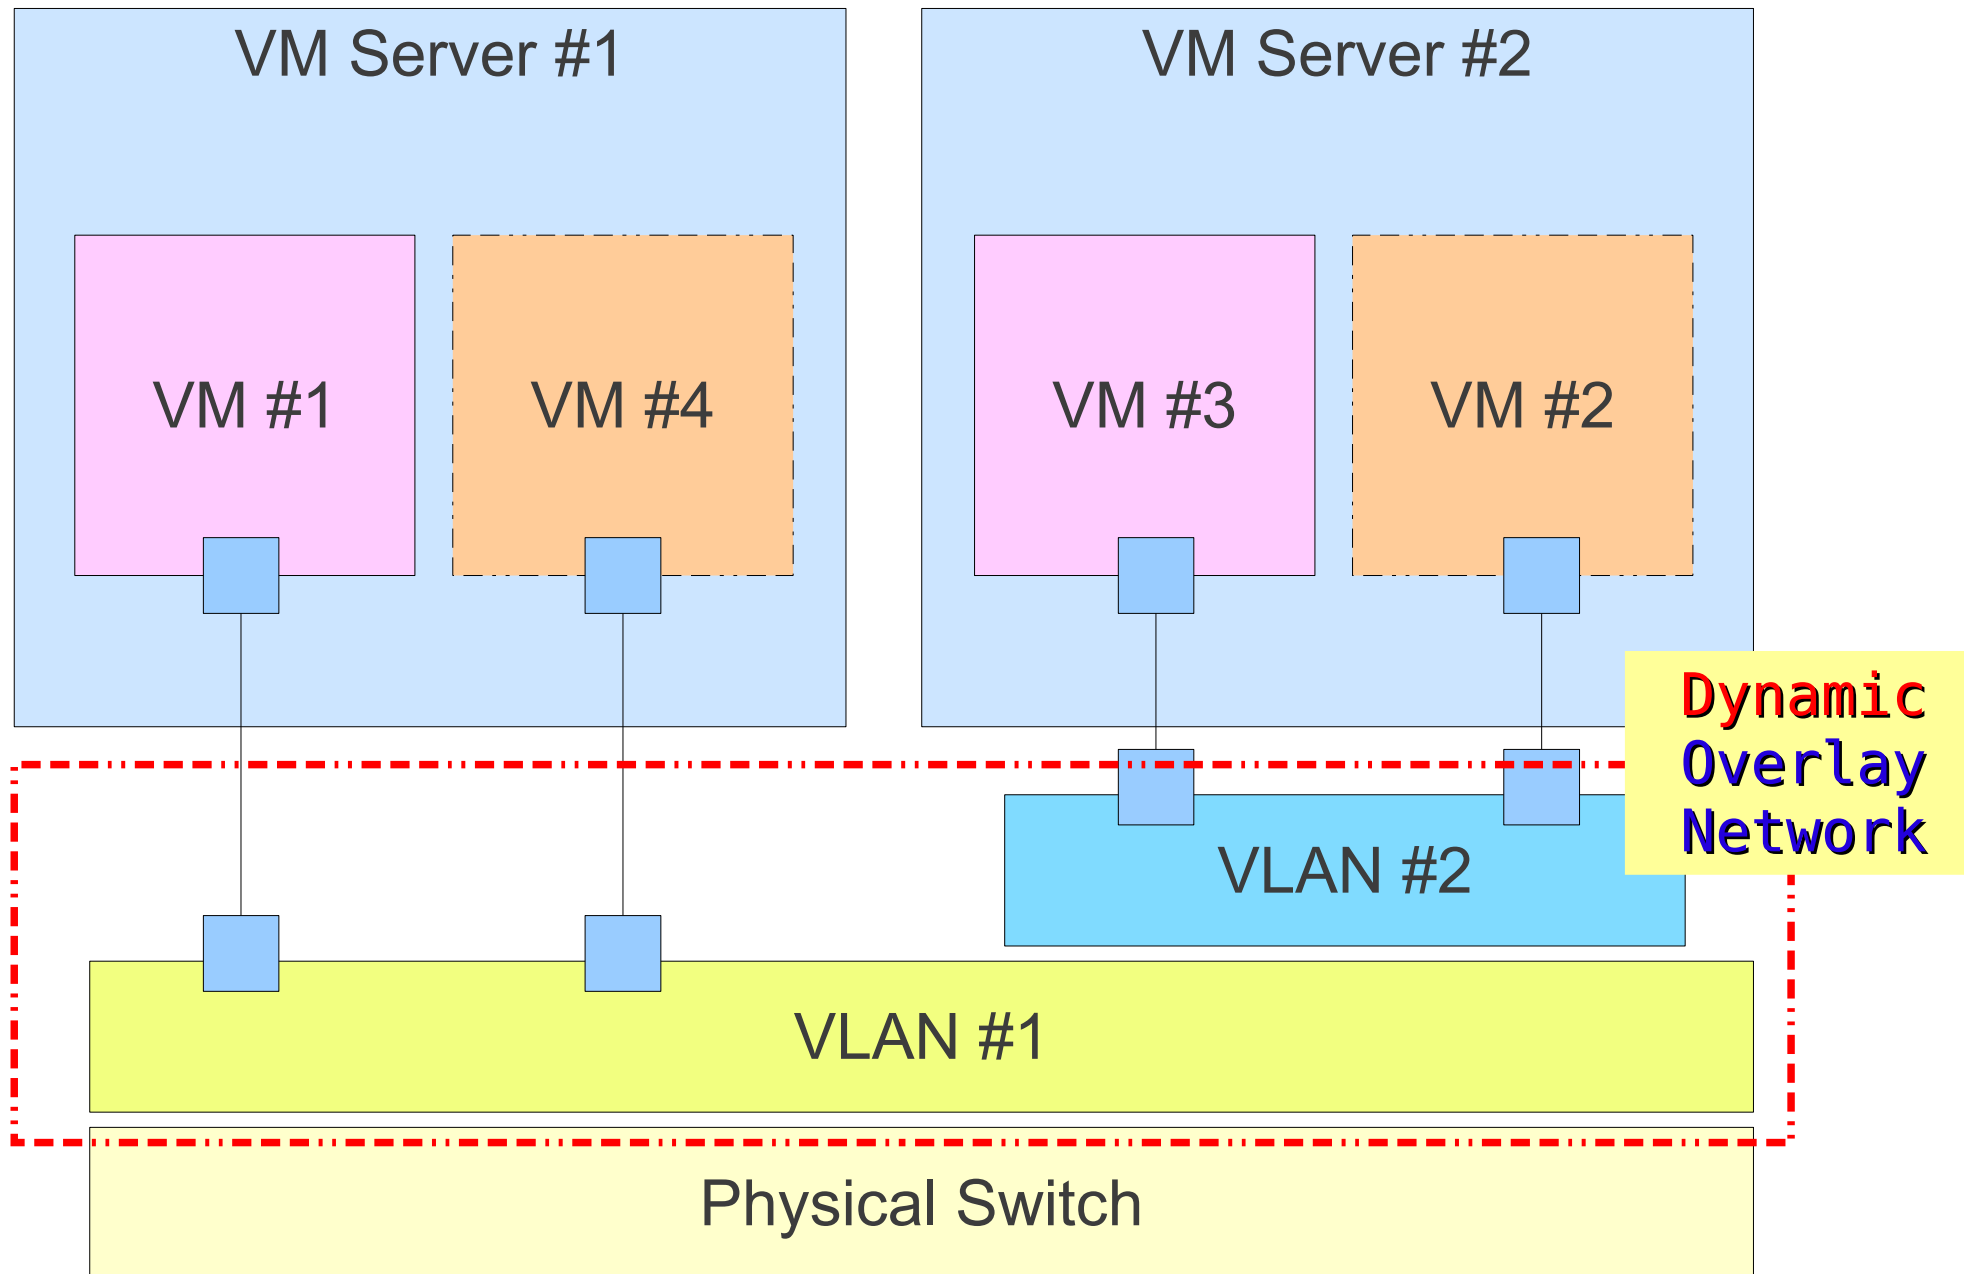 VM Server #1
VM Server #2
VM #1
VM #4
VM #3
VM #2
Dynamic
Overlay
Network
VLAN #2
VLAN #1
Physical Switch